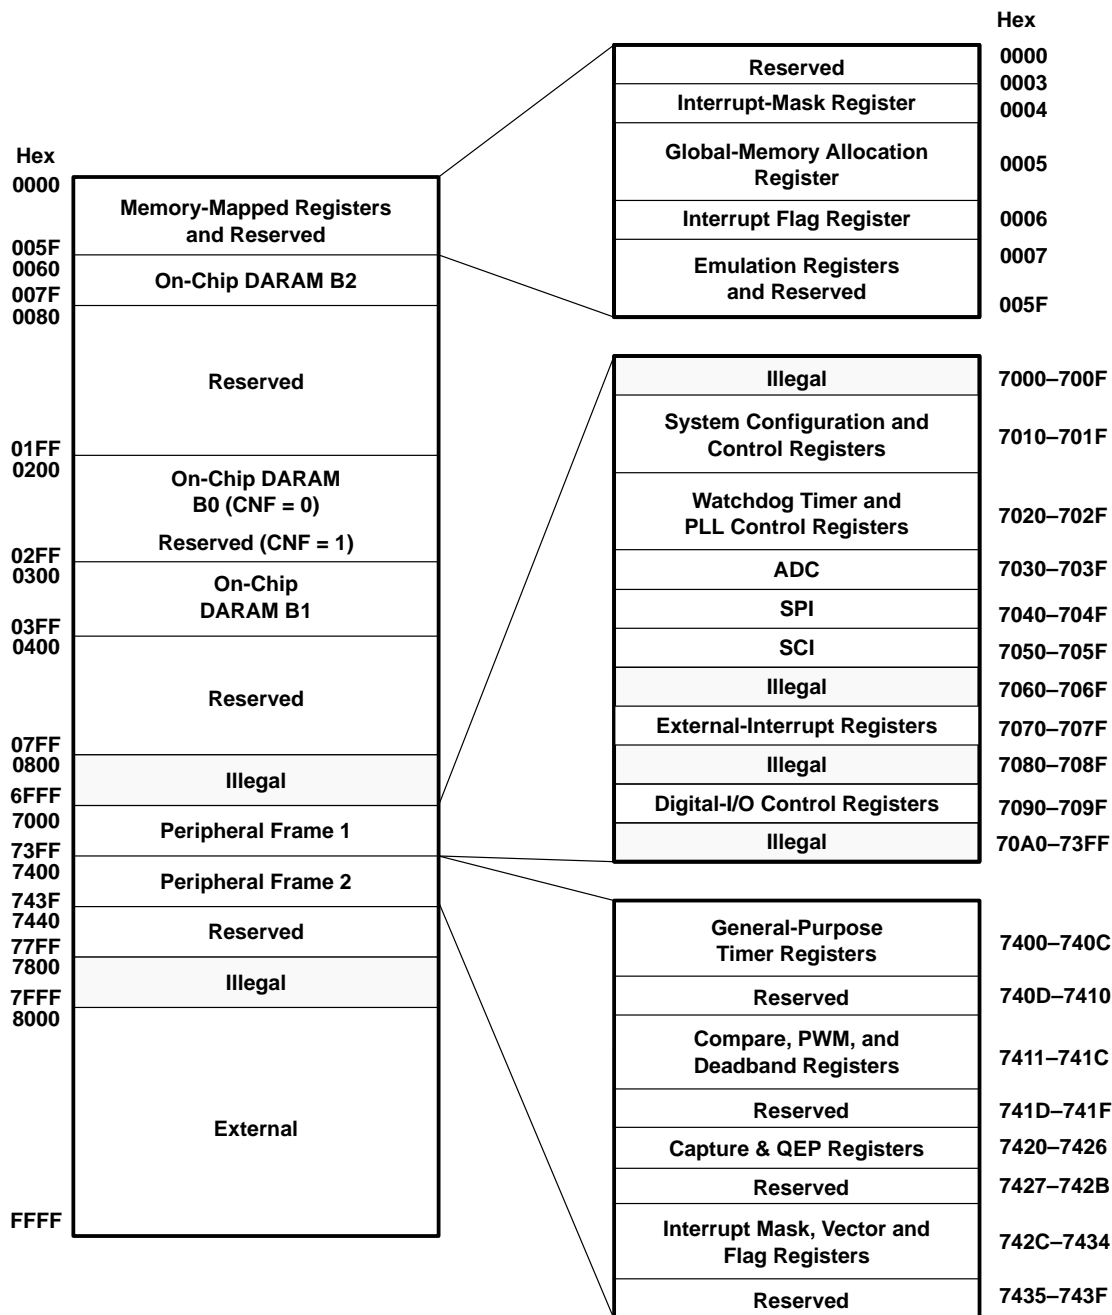 Hex
0000
Memory-Mapped Registers
and Reserved
005F
0060
On-Chip DARAM B2
007F
0080
Reserved
01FF
0200
On-Chip DARAM
B0 (CNF = 0)
Reserved (CNF = 1)
02FF
0300
On-Chip
DARAM B1
03FF
0400
Reserved
07FF
0800
Illegal
6FFF
7000
Peripheral Frame 1
73FF
7400
Peripheral Frame 2
743F
7440
Reserved
77FF
7800
Illegal
7FFF
8000
External
FFFF
Hex
Reserved
0000
0003
Interrupt-Mask Register
0004
Global-Memory Allocation
Register
0005
Interrupt Flag Register
0006
0007
Emulation Registers
and Reserved
005F
Illegal 7000–700F
System Configuration and
Control Registers
7010–701F
Watchdog Timer and
PLL Control Registers
7020–702F
ADC 7030–703F
SPI 7040–704F
SCI 7050–705F
Illegal 7060–706F
External-Interrupt Registers 7070–707F
Illegal 7080–708F
Digital-I/O Control Registers 7090–709F
Illegal 70A0–73FF
General-Purpose
Timer Registers
7400–740C
Reserved 740D–7410
Compare, PWM, and
Deadband Registers
7411–741C
Reserved 741D–741F
Capture & QEP Registers 7420–7426
Reserved 7427–742B
Interrupt Mask, Vector and
Flag Registers
742C–7434
Reserved 7435–743F